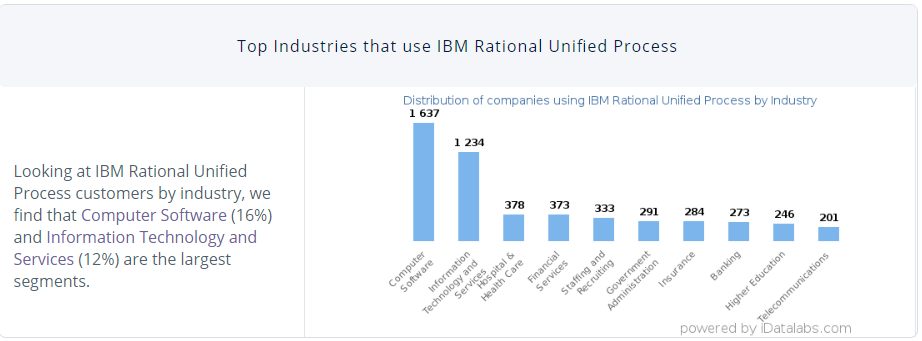 Top Industries that use IBM Rational Unified Process
Looking at IBM Rational Unified
Process customers by industry, we
find that Computer Software (16%)
and Information Technology and
Services (12%) are the largest
segments.
Distribution of companies using IBM Rational Unified Process by Industry
1 637
1 234
378
373
333
291
284
273
246
201
Computer
Software
Information
Technology and
Services
Hospital &
Health Care
Financial
Services
Staffing and
Recruiting
Government
Administration
Insurance
Banking
Higher Education
Telecommunications
powered by iDatalabs.com